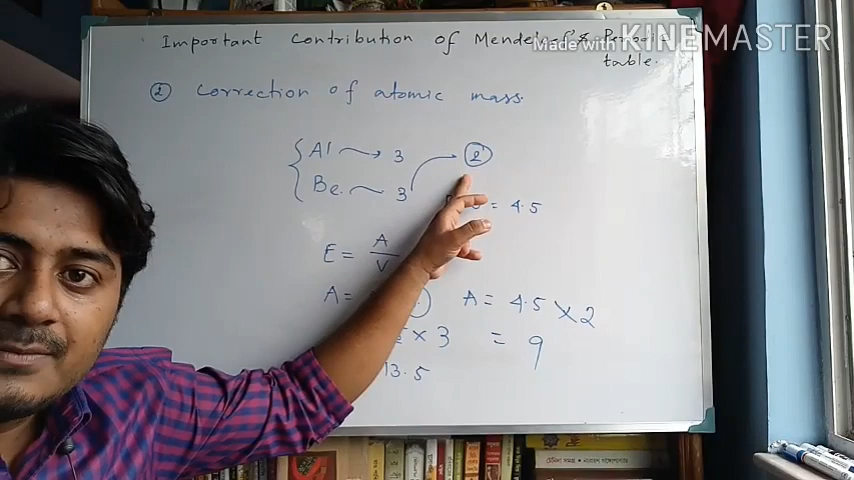 Important Contribution of
Made with KINEMASTER
table.
② Correction of atomic mass.
Al → 3 ②
Be 3
= 4.5
E = A / V
A = A = 4.5 × 2
× 3 = 9
13.5